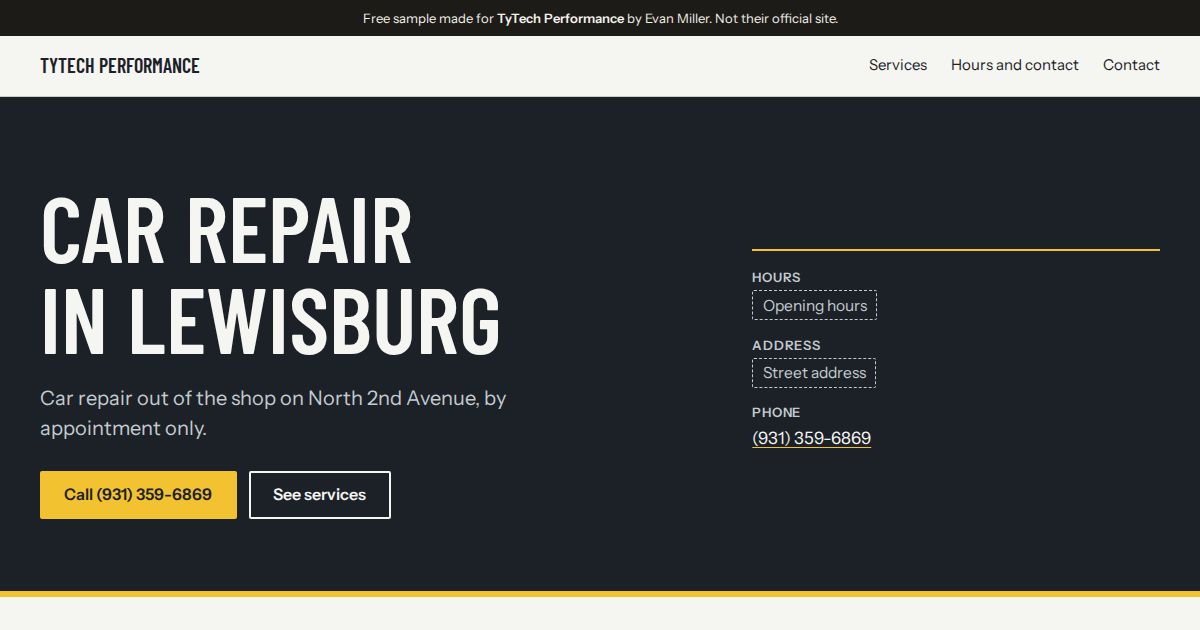 Free sample made for TyTech Performance by Evan Miller. Not their official site.
TYTECH PERFORMANCE
Services
Hours and contact
Contact
CAR REPAIR
IN LEWISBURG
Car repair out of the shop on North 2nd Avenue, by
appointment only.
Call (931) 359-6869
See services
HOURS
Opening hours
ADDRESS
Street address
PHONE
(931) 359-6869